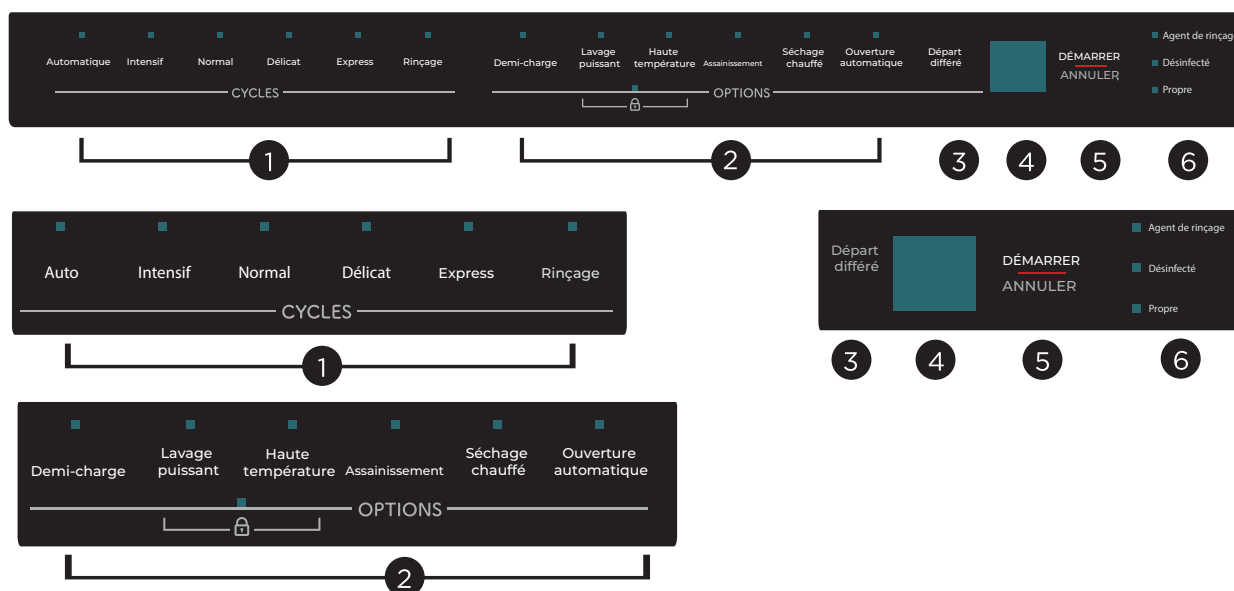 Automatique Intensif Normal Délicat Express Rinçage
CYCLES
Demi-charge Lavage puissant Haute température Assainissement Séchage chauffé Ouverture automatique Départ différé
OPTIONS
DÉMARRER
ANNULER
Agent de rinçage
Désinfecté
Propre
1 2 3 4 5 6
Auto Intensif Normal Délicat Express Rinçage
CYCLES
1
Départ
différé
DÉMARRER
ANNULER
Agent de rinçage
Désinfecté
Propre
3 4 5 6
Demi-charge Lavage puissant Haute température Assainissement Séchage chauffé Ouverture automatique
OPTIONS
2